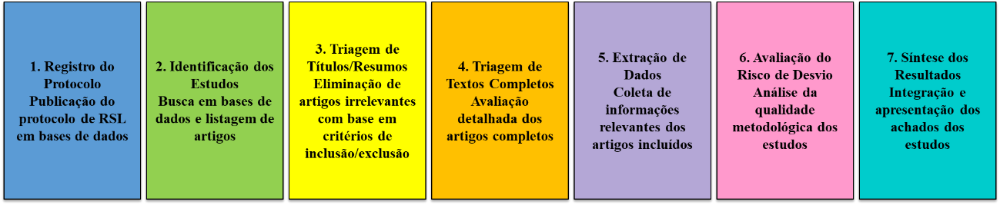 1. Registro do
Protocolo
Publicação do
protocolo de RSL
em bases de dados
2. Identificação dos
Estudos
Busca em bases de
dados e listagem de
artigos
3. Triagem de
Títulos/Resumos
Eliminação de
artigos irrelevantes
com base em
critérios de
inclusão/exclusão
4. Triagem de
Textos Completos
Avaliação
detalhada dos
artigos completos
5. Extração de
Dados
Coleta de
informações
relevantes dos
artigos incluídos
6. Avaliação do
Risco de Desvio
Análise da
qualidade
metodológica dos
estudos
7. Síntese dos
Resultados
Integração e
apresentação dos
achados dos
estudos